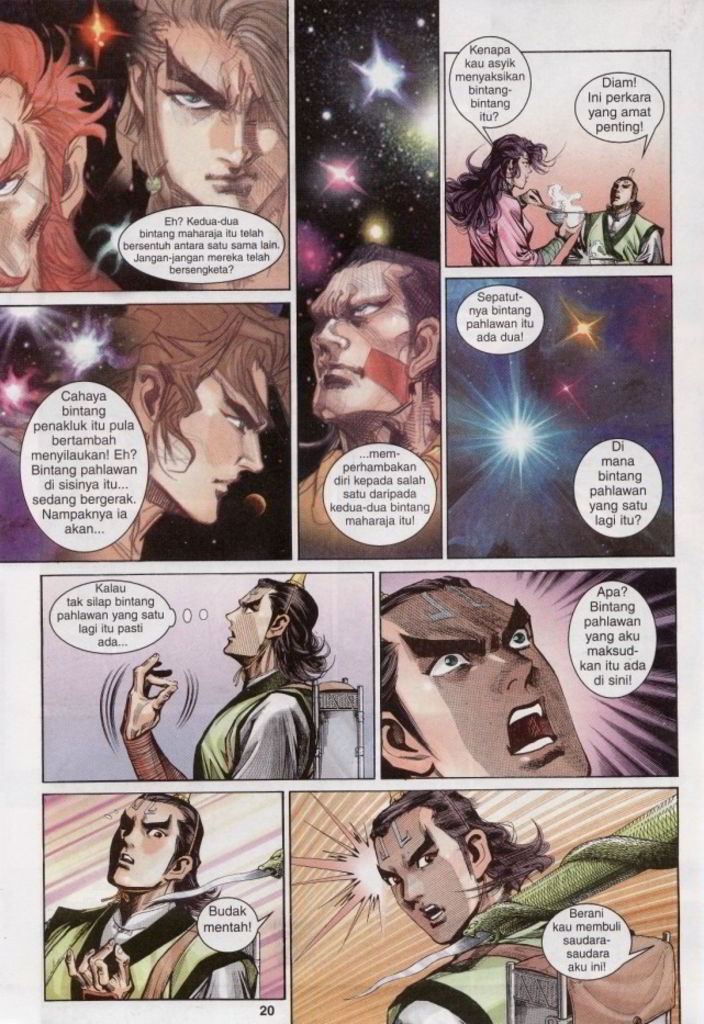 Eh? Kedua-dua
bintang maharaja itu telah
bersentuh antara satu sama lain.
Jangan-jangan mereka telah
bersengketa?
Kenapa
kau asyik
menyaksikan
bintang-
bintang
itu?
Diam!
Ini perkara
yang amat
penting!
Cahaya
bintang
penakluk itu pula
bertambah
menyilaukan! Eh?
Bintang pahlawan
di sisinya itu...
sedang bergerak.
Nampaknya ia
akan...
...mem-
perhambakan
diri kepada salah
satu daripada
kedua-dua bintang
maharaja itu!
Sepatut-
nya bintang
pahlawan itu
ada dua!
Di
mana
bintang
pahlawan
yang satu
lagi itu?
Kalau
tak silap bintang
pahlawan yang satu
lagi itu pasti
ada...
Apa?
Bintang
pahlawan
yang aku
maksud-
kan itu ada
di sini!
Budak
mentah!
Berani
kau membuli
saudara-
saudara
aku ini!
20